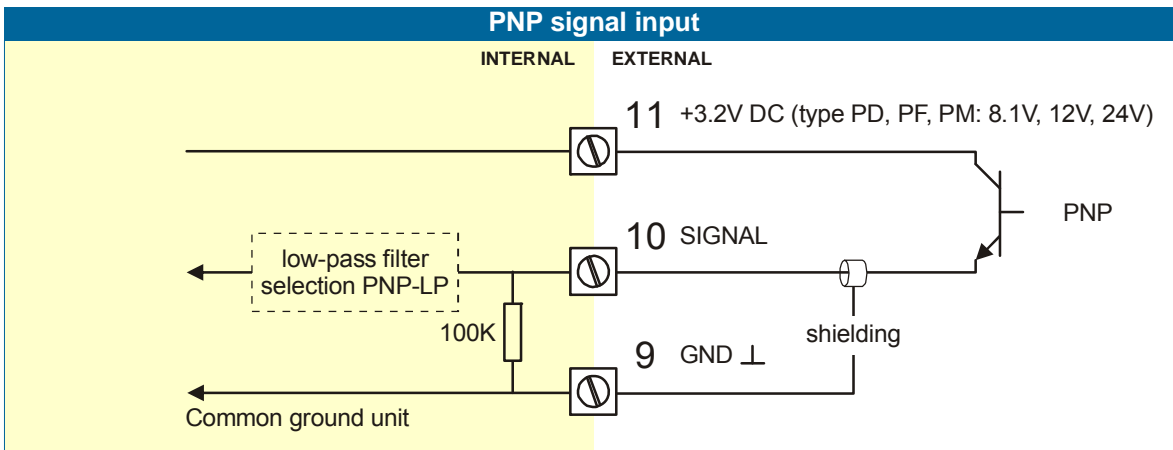 PNP signal input
INTERNAL EXTERNAL
11 +3.2V DC (type PD, PF, PM: 8.1V, 12V, 24V)
PNP
10 SIGNAL
low-pass filter
selection PNP-LP
100K
shielding
9 GND
Common ground unit